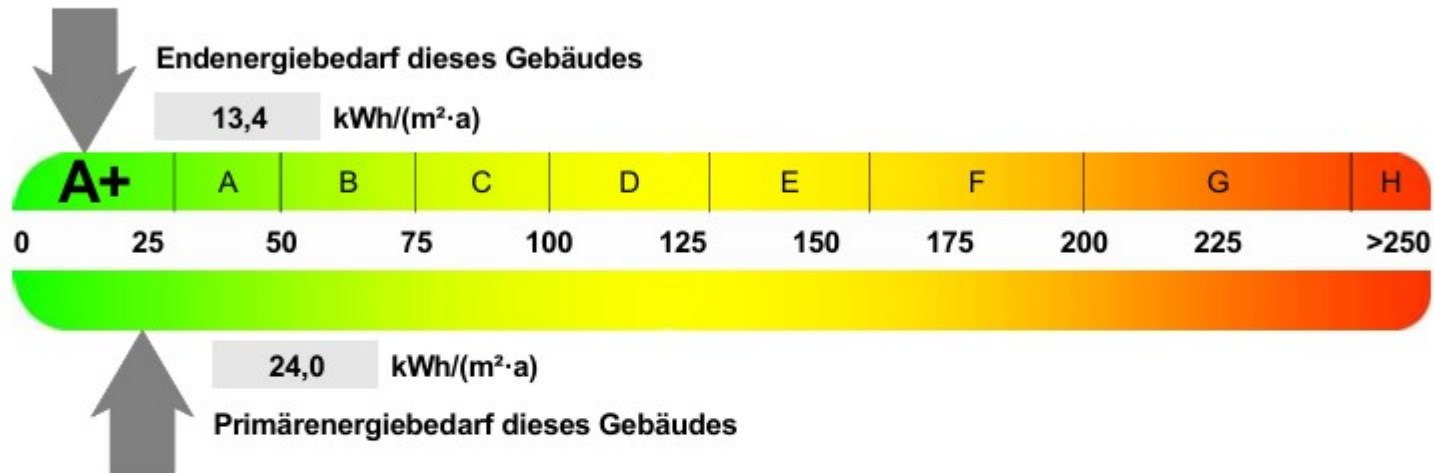 Endenergiebedarf dieses Gebäudes
13,4 kWh/(m²·a)
A+ A B C D E F G H
0 25 50 75 100 125 150 175 200 225 >250
24,0 kWh/(m²·a)
Primärenergiebedarf dieses Gebäudes